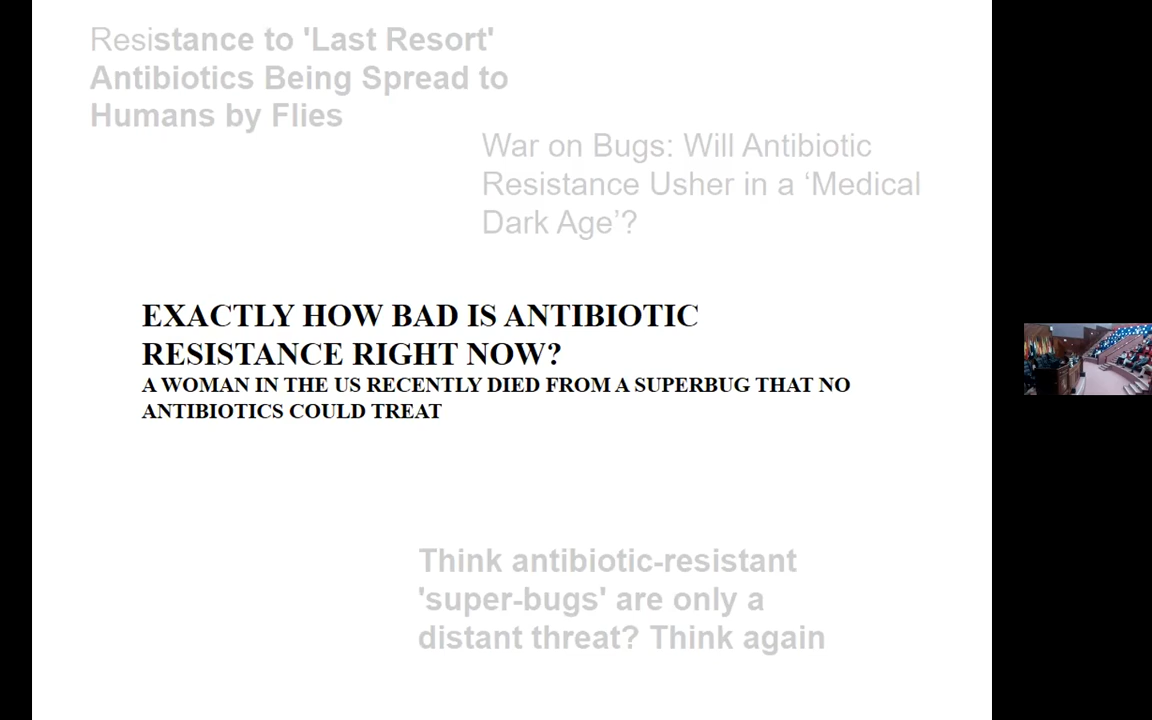 Resistance to 'Last Resort'
Antibiotics Being Spread to
Humans by Flies
War on Bugs: Will Antibiotic
Resistance Usher in a ‘Medical
Dark Age’?
EXACTLY HOW BAD IS ANTIBIOTIC
RESISTANCE RIGHT NOW?
A WOMAN IN THE US RECENTLY DIED FROM A SUPERBUG THAT NO
ANTIBIOTICS COULD TREAT
Think antibiotic-resistant
'super-bugs' are only a
distant threat? Think again